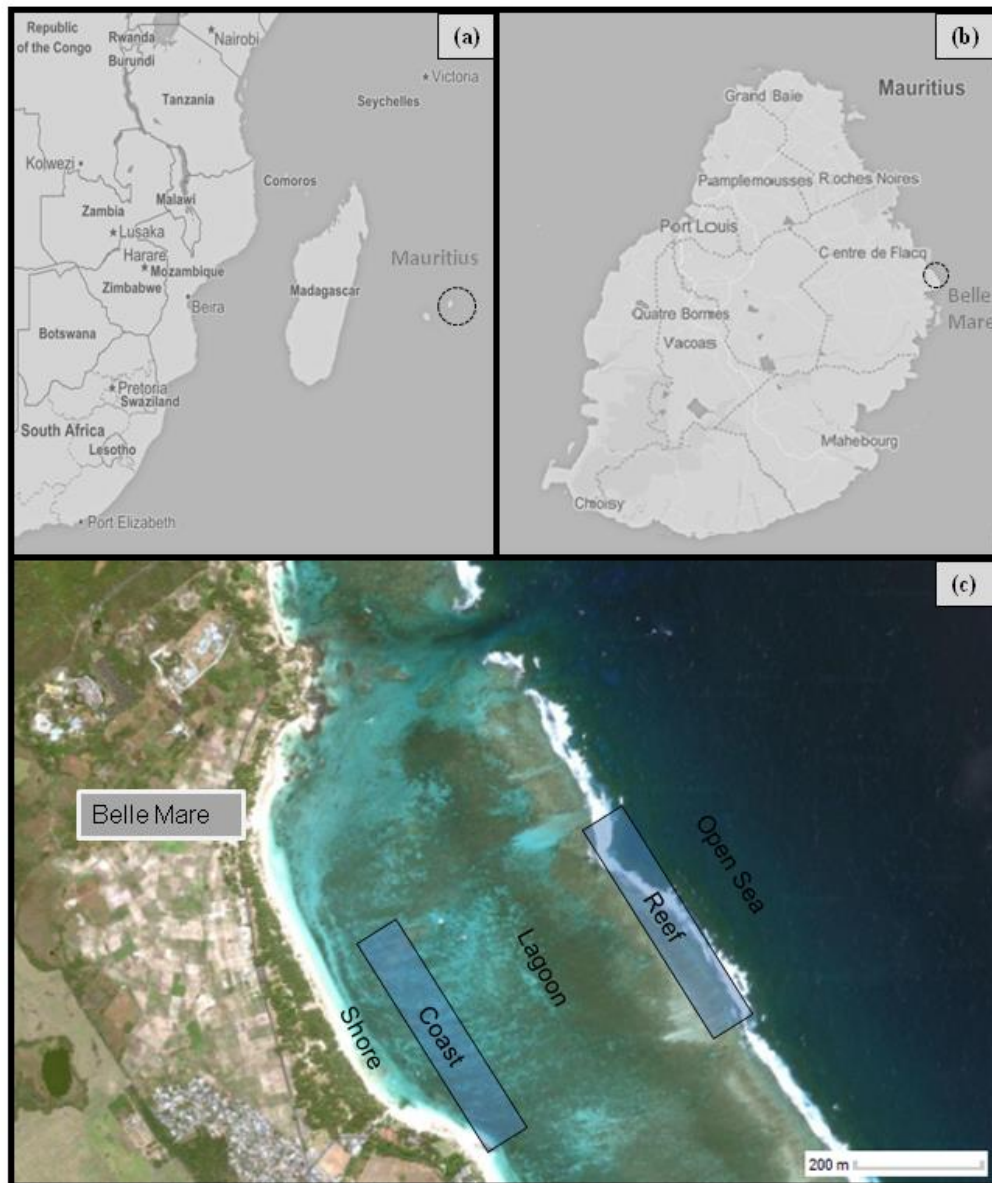 (a)
Republic
of the Congo
Rwanda
Burundi
Nairobi
Victoria
Tanzania
Seychelles
Kolwezi
Comoros
Malawi
Zambia
Lusaka
Harare
Mozambique
Zimbabwe
Beira
Madagascar
Mauritius
Botswana
Pretoria
Swaziland
South Africa
Lesotho
Port Elizabeth
(b)
Mauritius
Grand Baie
Pamplemousses
Roches Noires
Port Louis
Centre de Flacq
Belle
Mare
Quatre Bornes
Vacoas
Mahebourg
Choisy
(c)
Belle Mare
Open Sea
Reef
Lagoon
Coast
Shore
200 m